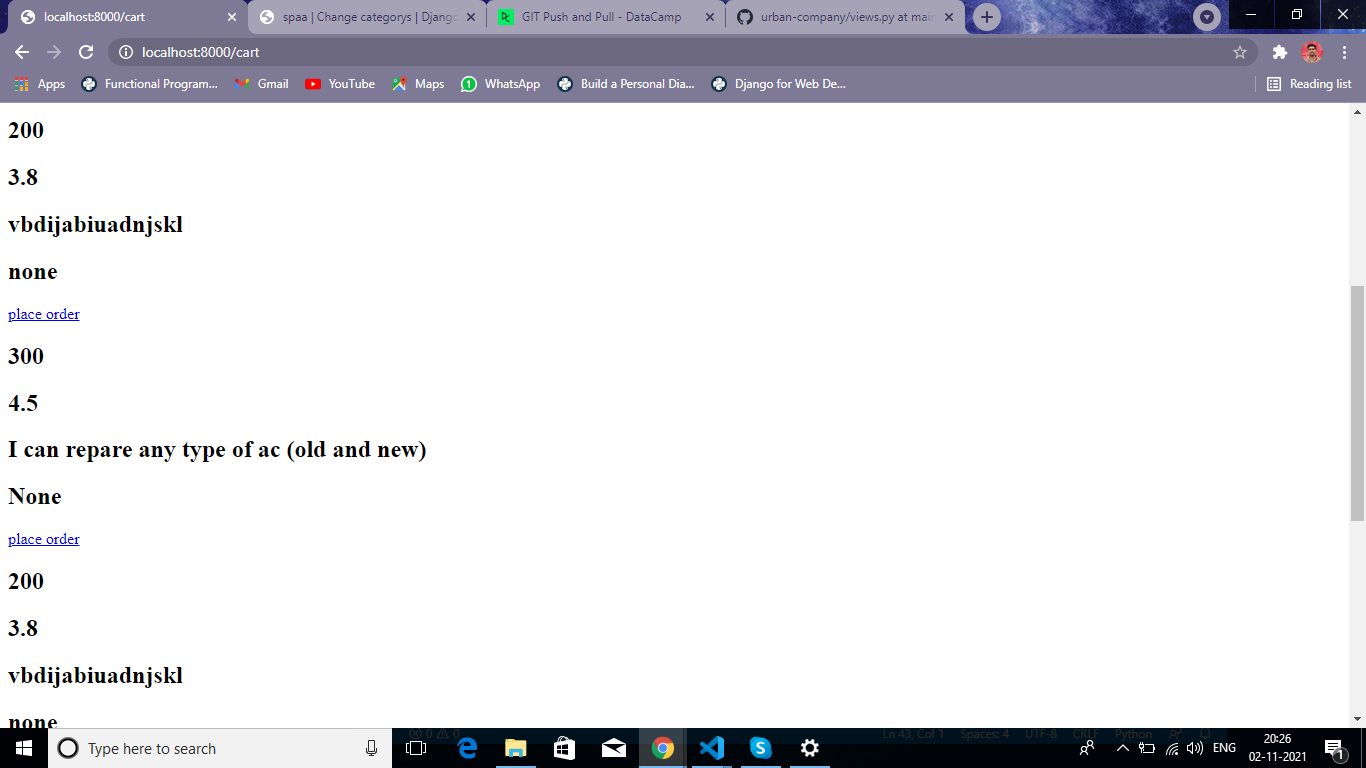 localhost:8000/cart
spaa | Change categorys | Djang
GIT Push and Pull - DataCamp
urban-company/views.py at main
localhost:8000/cart
Apps
Functional Program...
Gmail
YouTube
Maps
WhatsApp
Build a Personal Dia...
Django for Web De...
Reading list
200
3.8
vbdijabiuadnjskl
none
place order
300
4.5
I can repare any type of ac (old and new)
None
place order
200
3.8
vbdijabiuadnjskl
none
0 0 Ln 43, Col 1 Spaces: 4 UTF-8 CRLF Python
Type here to search
ENG
20:26
02-11-2021
1